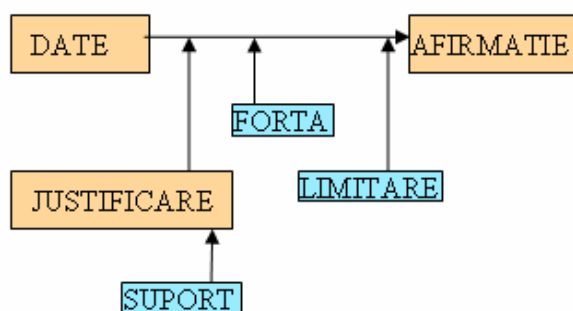 DATE
AFIRMATIE
FORTA
LIMITARE
JUSTIFICARE
SUPORT